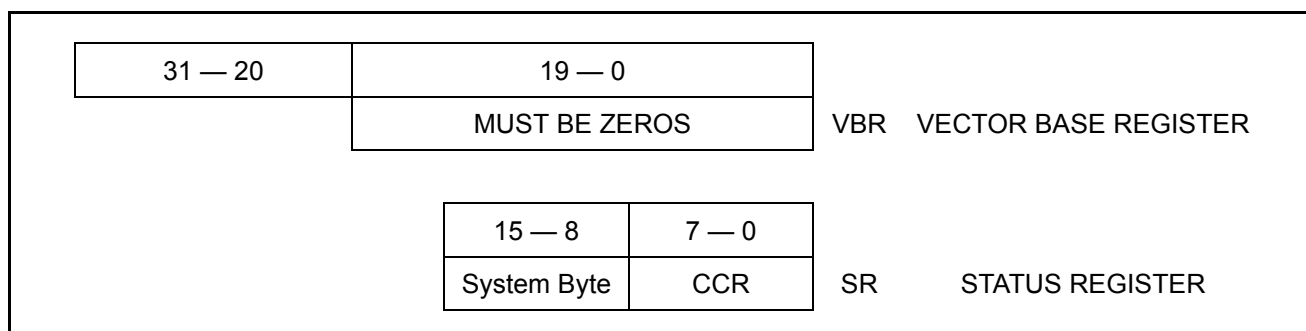 31 — 20 19 — 0
MUST BE ZEROS VBR VECTOR BASE REGISTER
15 — 8 7 — 0
System Byte CCR SR STATUS REGISTER